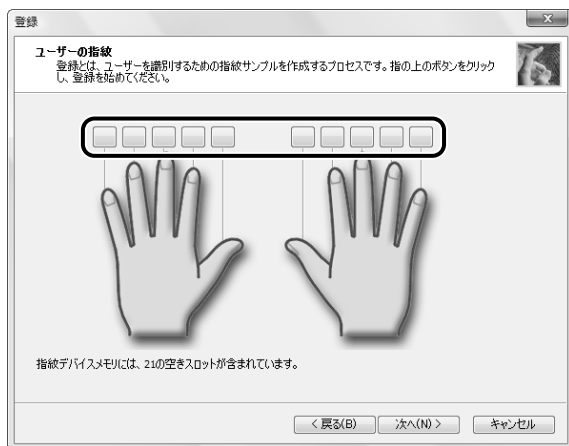 登録
ユーザーの指紋
登録とは、ユーザーを識別するための指紋サンプルを作成するプロセスです。指の上のボタンをクリック
し、登録を始めてください。
指紋デバイスメモリには、21の空きスロットが含まれています。
< 戻る(B)
次へ(N) >
キャンセル